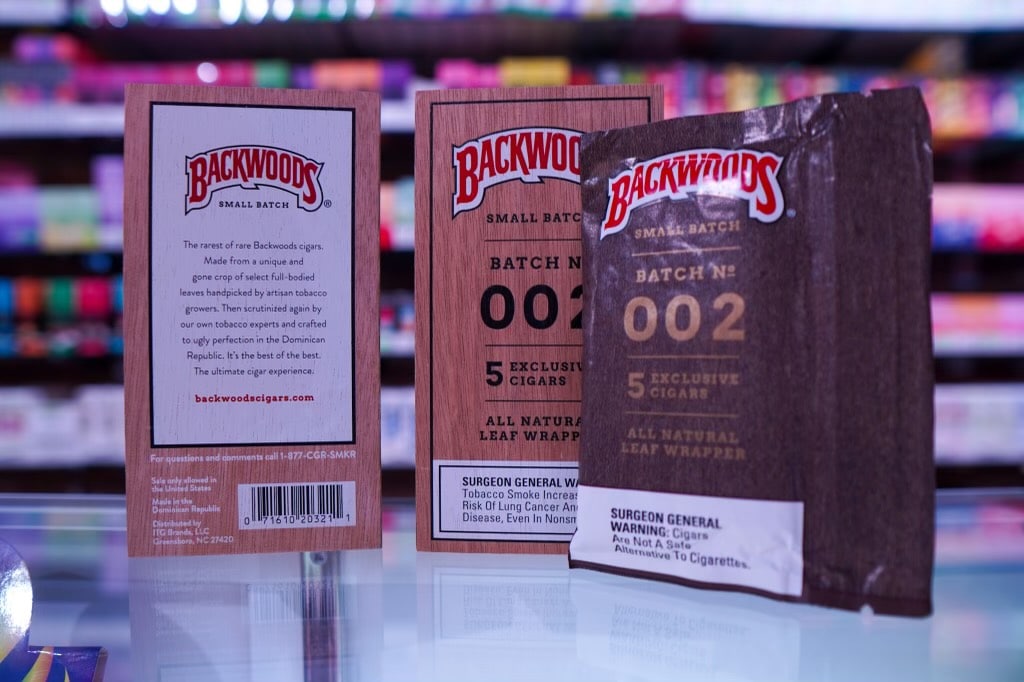 BACKWOODS®
SMALL BATCH
The rarest of rare Backwoods cigars.
Made from a unique and
gone crop of select full-bodied
leaves handpicked by artisan tobacco
growers. Then scrutinized again by
our own tobacco experts and crafted
to ugly perfection in the Dominican
Republic. It's the best of the best.
The ultimate cigar experience.
backwoodscigars.com
For questions and comments call 1-877-CGR-SMKR
Sale only allowed in
the United States
Made in the
Dominican Republic
Distributed by
ITG Brands, LLC
Greensboro, NC 27420
0 71610 20321 1
BACKWOO
SMALL BATC
BATCH N
002
5 EXCLUSIV
CIGARS
ALL NATURA
LEAF WRAPP
SURGEON GENERAL WA
Tobacco Smoke Increas
Risk Of Lung Cancer An
Disease, Even In Nonsm
BACKWOODS
SMALL BATCH
BATCH Nº
002
5 EXCLUSIVE
CIGARS
ALL NATURAL
LEAF WRAPPER
SURGEON GENERAL
WARNING: Cigars
Are Not A Safe
Alternative To Cigarettes.